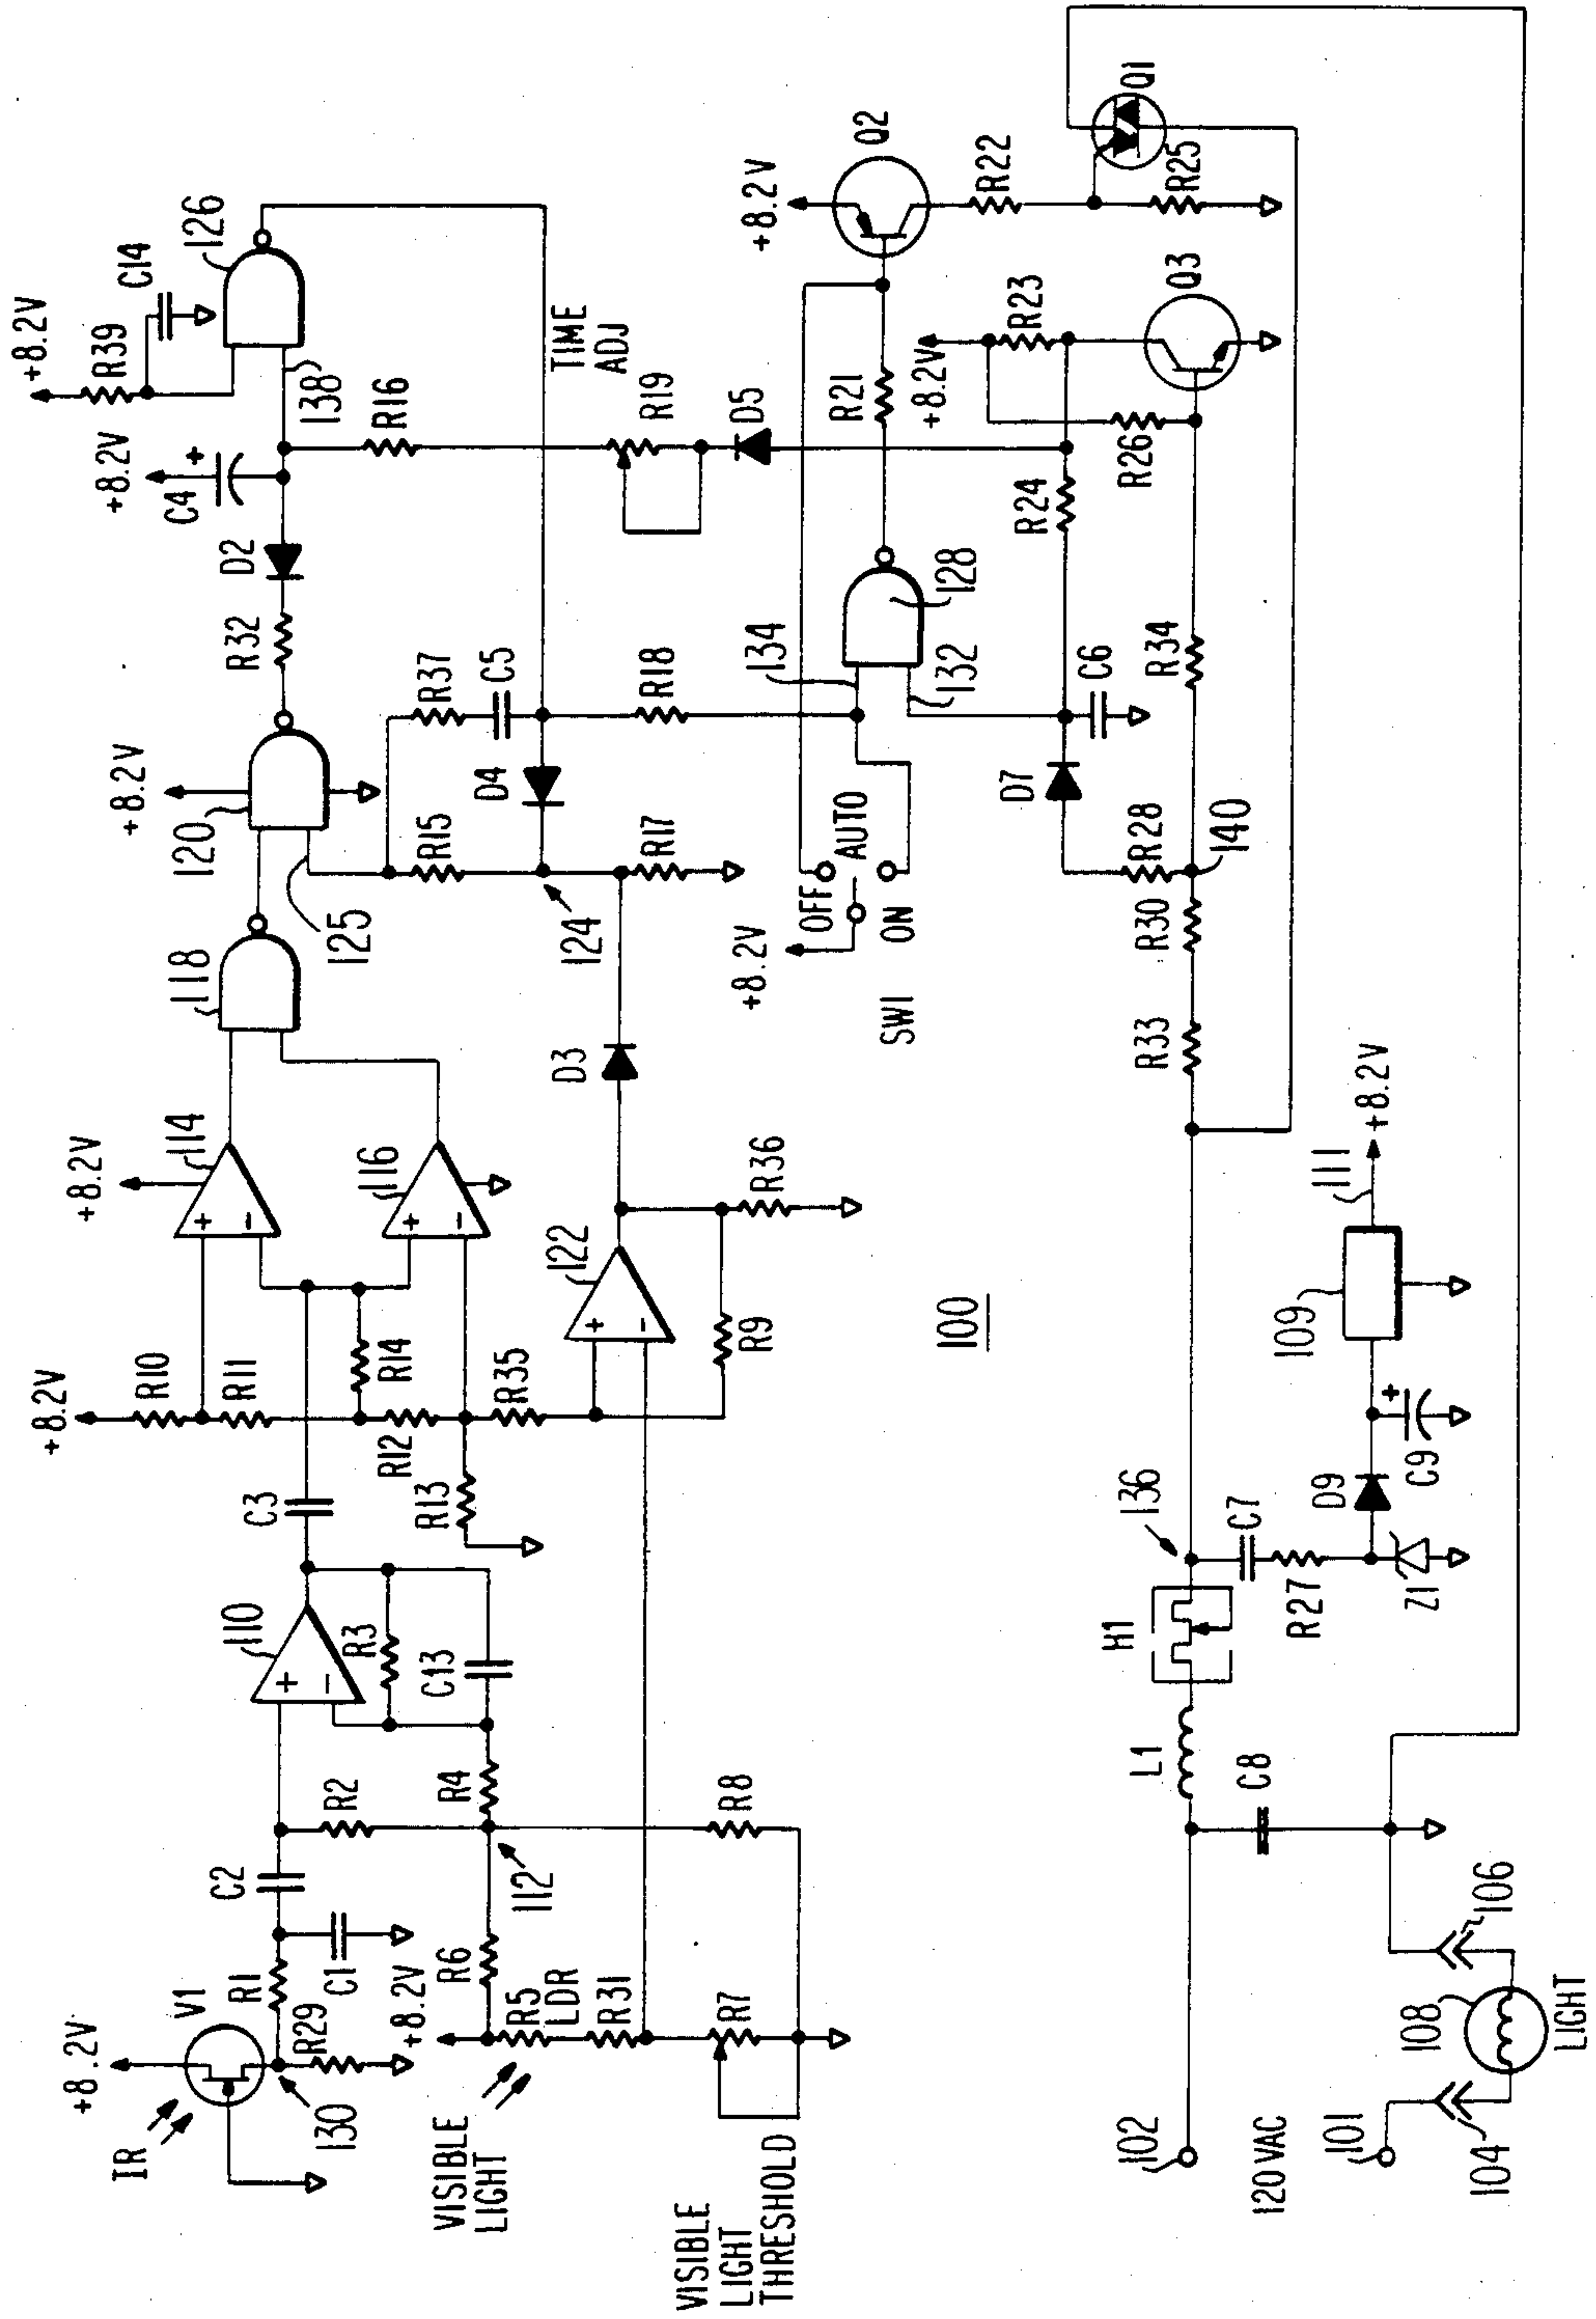 +8.2V
IR
V1
130
R29
R1
C1
C2
R2
+8.2V
R6
R5
LDR
R31
VISIBLE
LIGHT
112
R4
R8
R7
VISIBLE
LIGHT
THRESHOLD
110
+
-
R3
C13
C3
+8.2V
R10
R11
R14
R12
R13
R35
+8.2V
114
+
-
116
+
-
122
+
-
R9
R36
D3
118
+8.2V
120
125
R32
D2
+8.2V
C4
+
+8.2V
R39
C14
126
138
R16
R37
C5
R15
D4
124
R17
R18
TIME
ADJ
R19
D5
+8.2V
OFF
AUTO
ON
SW1
134
132
128
R21
+8.2V
Q2
R22
Q1
R25
+8.2V
R23
Q3
R26
R24
C6
D7
R28
R34
140
R30
R33
100
102
120 VAC
101
104
108
LIGHT
106
C8
L1
H1
136
C7
R27
Z1
D9
C9
+
109
111
+8.2V